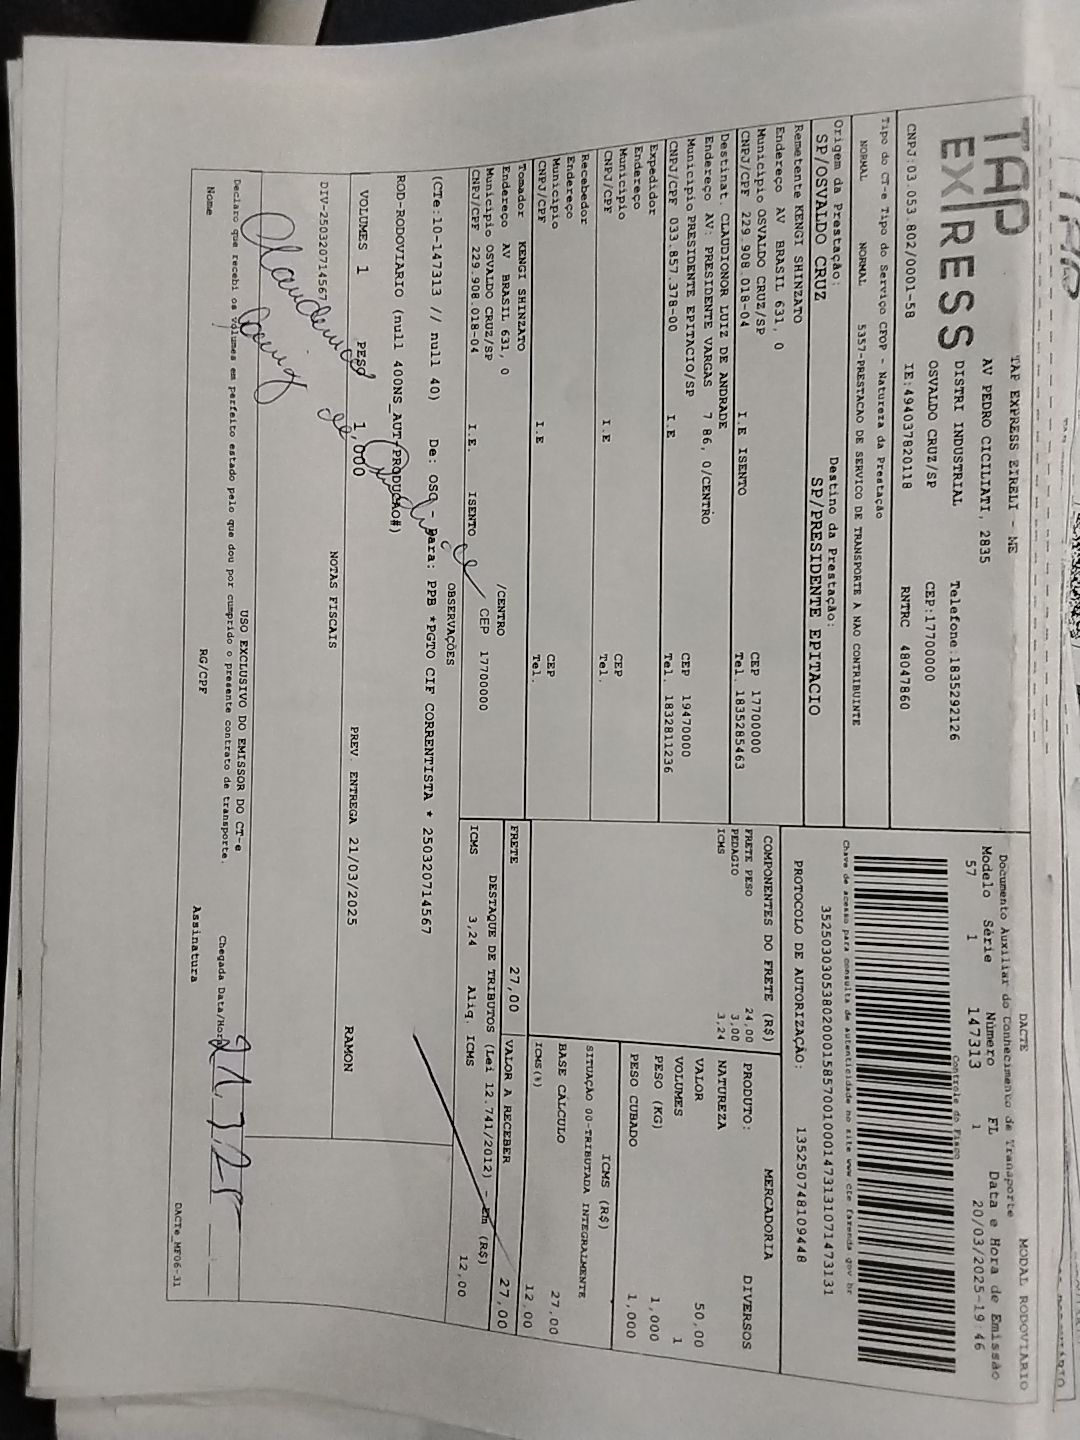 TAP
EXPRESS
TAP EXPRESS EIRELI - ME
AV PEDRO CICILIATI, 2835
DISTRI INDUSTRIAL
OSVALDO CRUZ/SP
Telefone:1835292126
CEP:17700000
CNPJ:03.053.802/0001-58 IE:494037820118 RNTRC 48047860
DACTE MODAL RODOVIARIO
Documento Auxiliar do Conhecimento de Transporte
Modelo Série Número FL Data e Hora de Emissão
57 1 147313 1 20/03/2025-19:46
Controle do Fisco
Tipo do CT-e Tipo do Serviço CFOP - Natureza da Prestação
NORMAL NORMAL 5357-PRESTACAO DE SERVICO DE TRANSPORTE A NAO CONTRIBUINTE
Chave de acesso para consulta de autenticidade no site www.cte.fazenda.gov.br
PROTOCOLO DE AUTORIZAÇÃO: 135250748109448
Origem da Prestação: Destino da Prestação:
SP/OSVALDO CRUZ SP/PRESIDENTE EPITACIO
Remetente KENGI SHINZATO
Endereço AV BRASIL 631, 0
Municipio OSVALDO CRUZ/SP CEP 17700000
CNPJ/CPF 229.908.018-04 I.E ISENTO Tel. 1835285463
Destinat. CLAUDIONOR LUIZ DE ANDRADE
Endereço AV: PRESIDENTE VARGAS 7 86, 0/CENTRO
Municipio PRESIDENTE EPITACIO/SP CEP 19470000
CNPJ/CPF 033.857.378-00 I.E Tel. 1832811236
Expedidor
Endereço
Municipio CEP
CNPJ/CPF I.E Tel.
Recebedor
Endereço
Municipio CEP
CNPJ/CPF I.E Tel.
Tomador KENGI SHINZATO
Endereço AV BRASIL 631, 0 /CENTRO
Municipio OSVALDO CRUZ/SP CEP 17700000
CNPJ/CPF 229.908.018-04 I.E. ISENTO
COMPONENTES DO FRETE (R$)
FRETE PESO 24,00
PEDAGIO 3,00
ICMS 3,24
MERCADORIA
PRODUTO: DIVERSOS
NATUREZA
VALOR 50,00
VOLUMES 1
PESO (KG) 1,000
PESO CUBADO 1,000
ICMS (R$)
SITUAÇÃO 00-TRIBUTADA INTEGRALMENTE
BASE CALCULO 27,00
ICMS(%) 12,00
FRETE 27,00 VALOR A RECEBER 27,00
DESTAQUE DE TRIBUTOS (Lei 12.741/2012) - Em (R$)
ICMS 3,24 Aliq. ICMS 12,00
OBSERVAÇÕES
(CTe:10-147313 // null 40) De: OSC - Para: PPB *PGTO CIF CORRENTISTA * 250320714567
ROD-RODOVIARIO (null 400NS_AUT-PRODUÇÃO#)
VOLUMES 1 PESO 1,000 PREV. ENTREGA 21/03/2025 RAMON
NOTAS FISCAIS
DIV-250320714567
USO EXCLUSIVO DO EMISSOR DO CT-e
Declaro que recebi os volumes em perfeito estado pelo que dou por cumprido o presente contrato de transporte.
Chegada Data/Hora 21/3/25
Nome RG/CPF Assinatura
DACTe_MF06-31